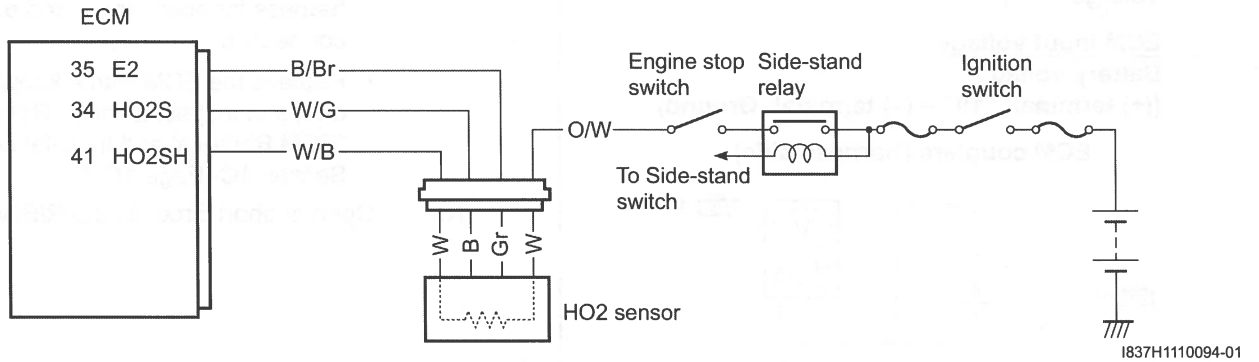 ECM
35 E2
34 HO2S
41 HO2SH
B/Br
W/G
W/B
O/W
Engine stop
switch
Side-stand
relay
Ignition
switch
To Side-stand
switch
W
B
Gr
W
HO2 sensor
I837H1110094-01